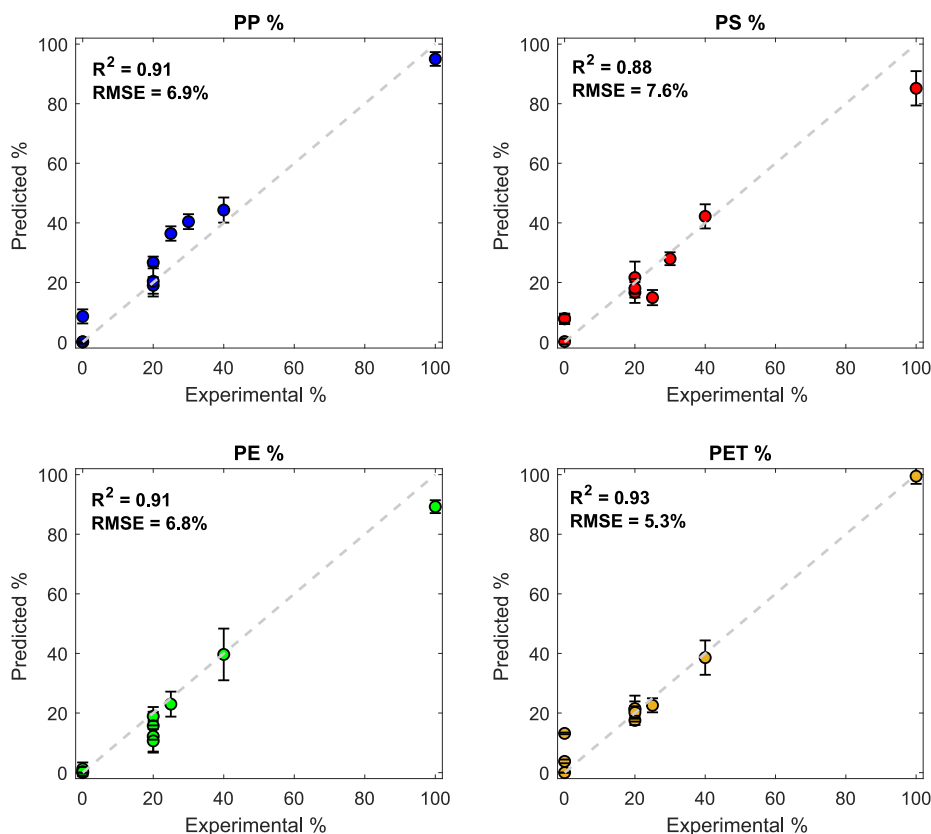 PP %
R² = 0.91
RMSE = 6.9%
Predicted %
100
80
60
40
20
0
0 20 40 60 80 100
Experimental %
PS %
R² = 0.88
RMSE = 7.6%
Predicted %
100
80
60
40
20
0
0 20 40 60 80 100
Experimental %
PE %
R² = 0.91
RMSE = 6.8%
Predicted %
100
80
60
40
20
0
0 20 40 60 80 100
Experimental %
PET %
R² = 0.93
RMSE = 5.3%
Predicted %
100
80
60
40
20
0
0 20 40 60 80 100
Experimental %